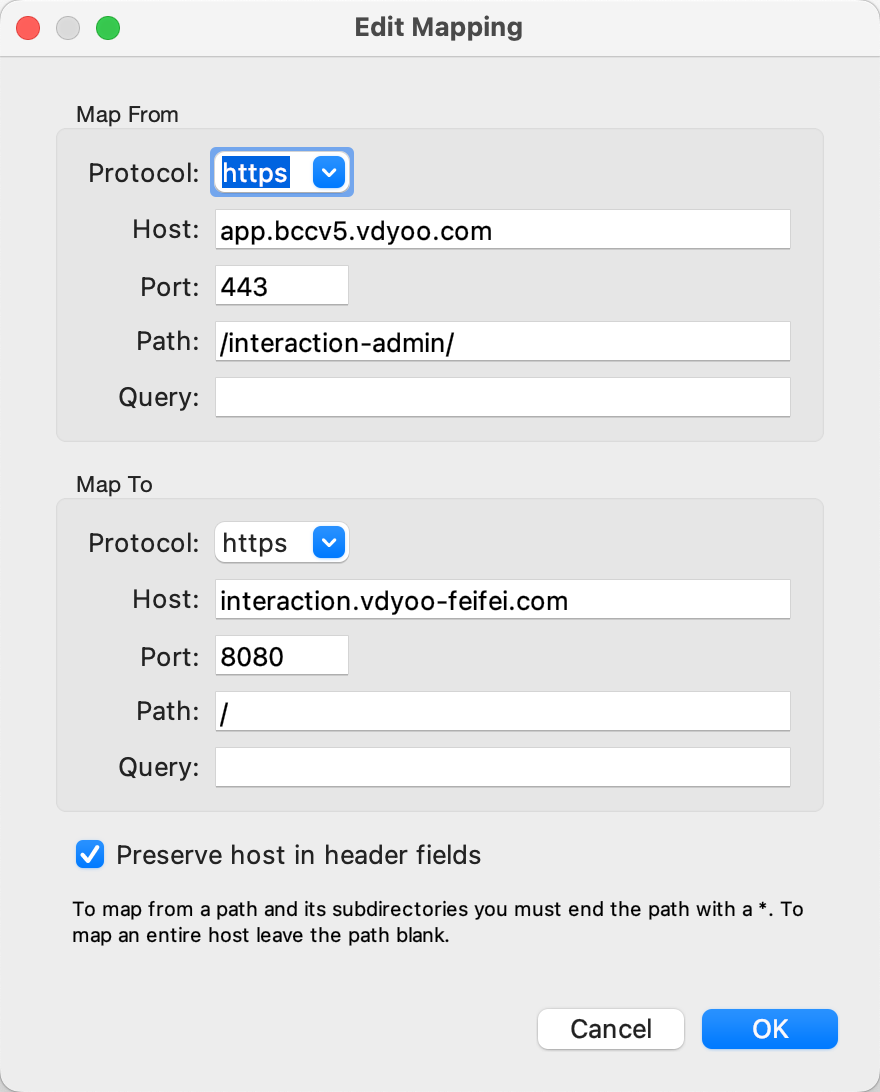 Edit Mapping
Map From
Protocol: https
Host: app.bccv5.vdyoo.com
Port: 443
Path: /interaction-admin/
Query:
Map To
Protocol: https
Host: interaction.vdyoo-feifei.com
Port: 8080
Path: /
Query:
Preserve host in header fields
To map from a path and its subdirectories you must end the path with a *. To
map an entire host leave the path blank.
Cancel OK